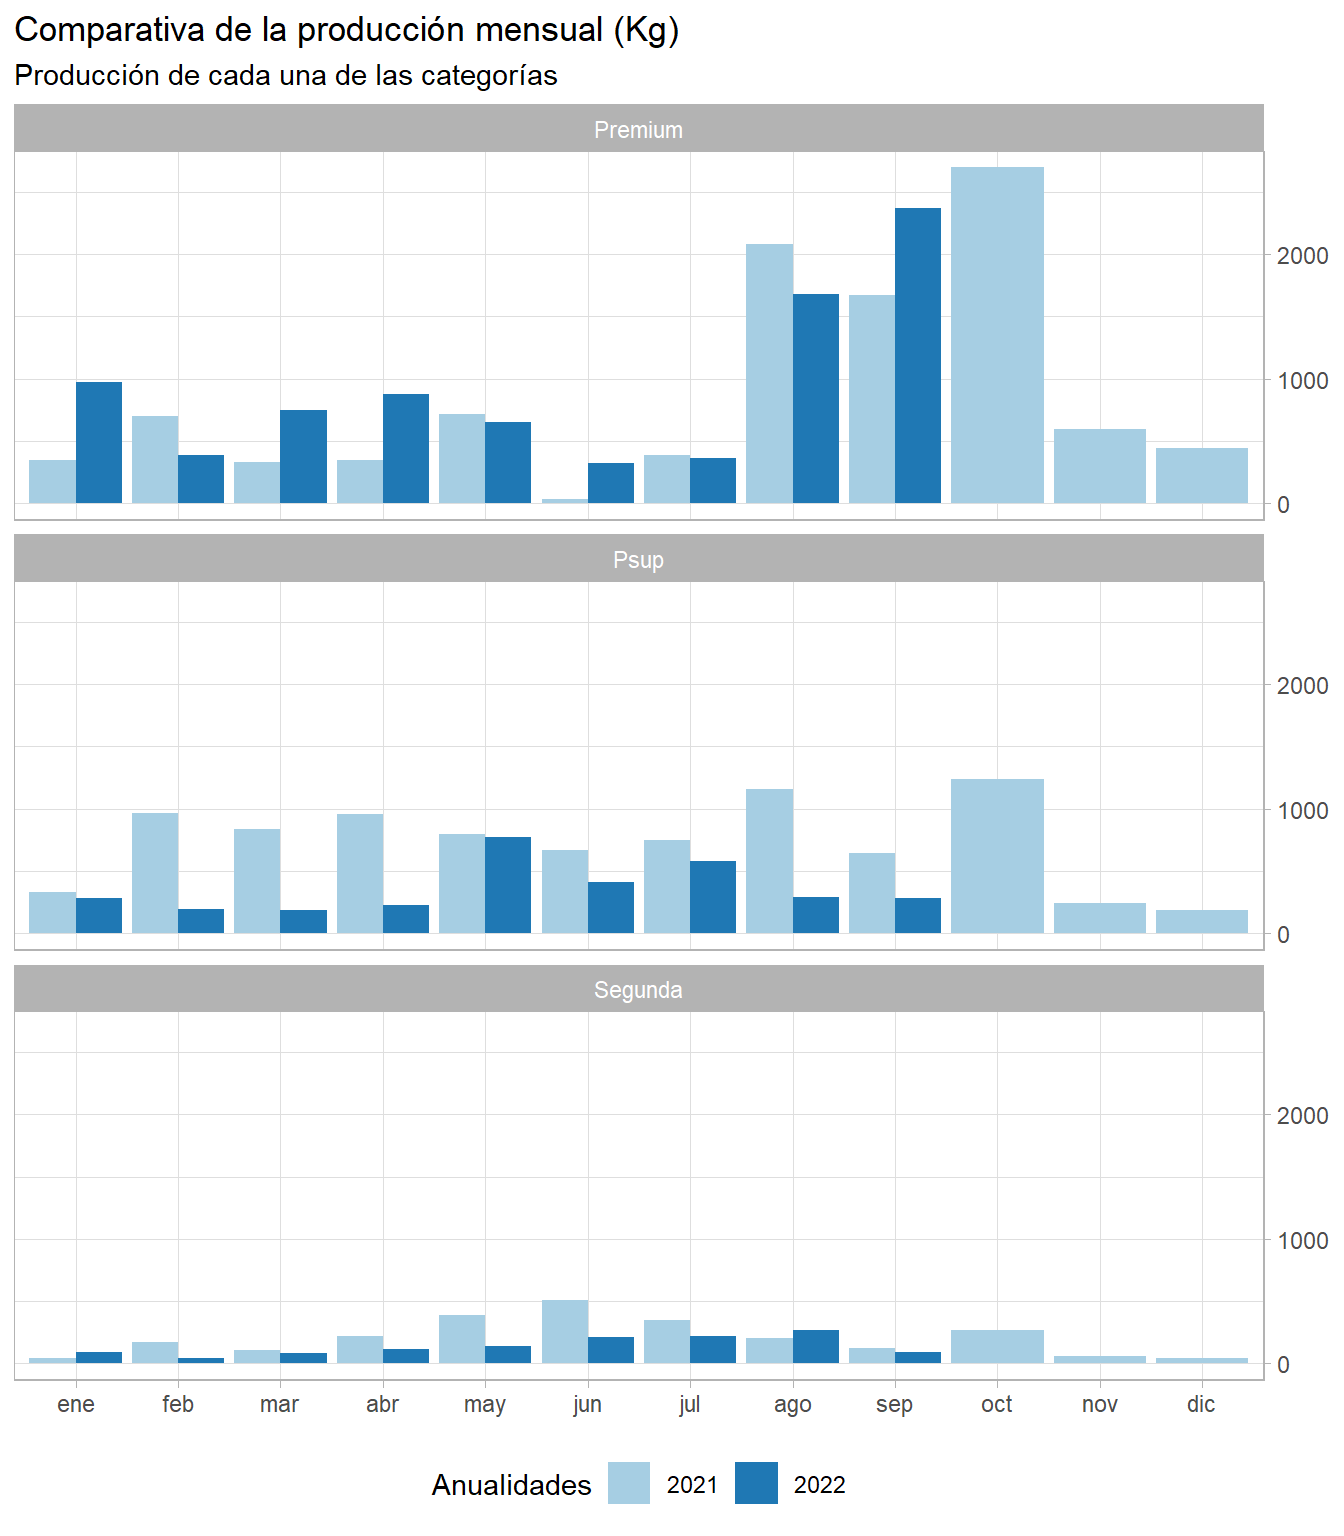 Comparativa de la producción mensual (Kg)
Producción de cada una de las categorías
Premium
2000
1000
0
Psup
2000
1000
0
Segunda
2000
1000
0
ene feb mar abr may jun jul ago sep oct nov dic
Anualidades 2021 2022